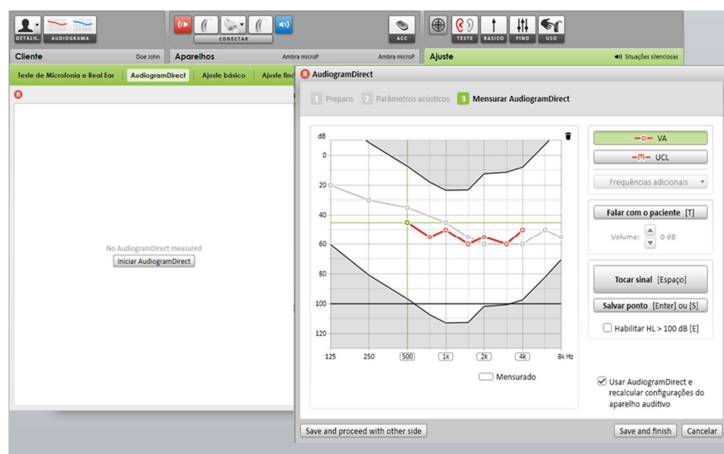 DETALH.. AUDIOGRAMA
CONECTAR
ACC
TESTE BASICO FINO USO
Cliente Doe John
Aparelhos Ambra microP Ambra microP
Ajuste Situações silenciosas
Teste de Microfonia e Real Ear AudiogramDirect Ajuste básico Ajuste fino
R
No AudiogramDirect measured
Iniciar AudiogramDirect
R AudiogramDirect
1 Preparo 2 Parâmetros acústicos 3 Mensurar AudiogramDirect
dB
0
20
40
60
80
100
120
125 250 500 1k 2k 4k 8k Hz
Mensurado
VA
UCL
Frequências adicionais
Falar com o paciente [T]
Volume: 0 dB
Tocar sinal [Espaço]
Salvar ponto [Enter] ou [S]
Habilitar HL > 100 dB [E]
Usar AudiogramDirect e
recalcular configurações do
aparelho auditivo
Save and proceed with other side
Save and finish Cancelar